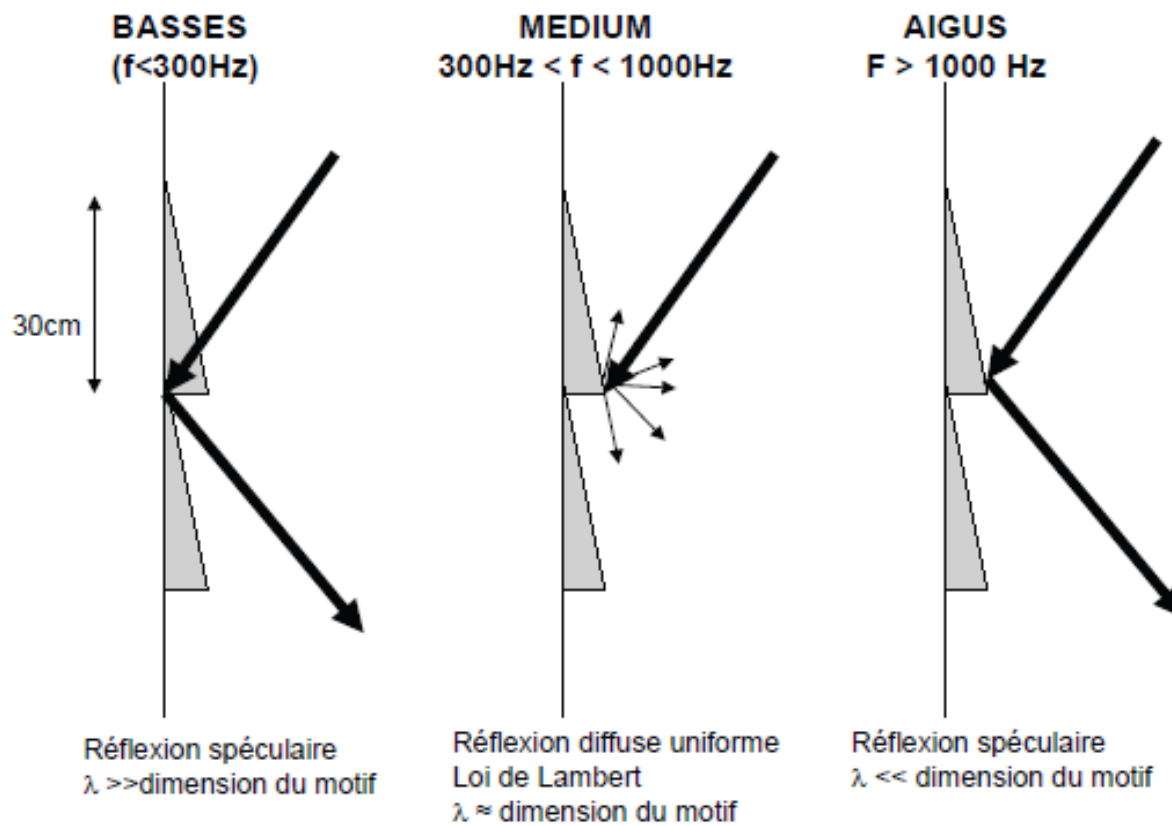 BASSES
(f<300Hz)
MEDIUM
300Hz < f < 1000Hz
AIGUS
F > 1000 Hz
30cm
Réflexion spéculaire
λ >>dimension du motif
Réflexion diffuse uniforme
Loi de Lambert
λ ≈ dimension du motif
Réflexion spéculaire
λ << dimension du motif